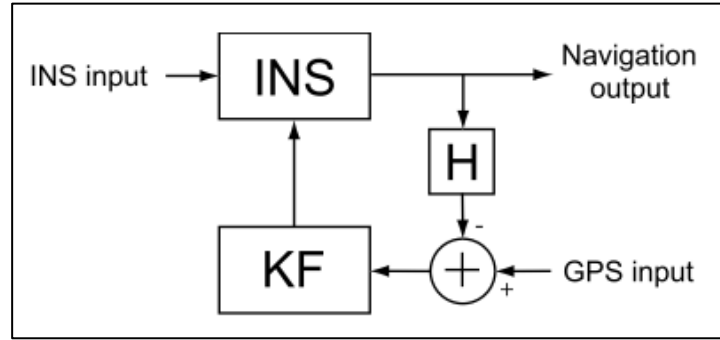 INS input
INS
Navigation
output
H
-
KF
+
GPS input
+